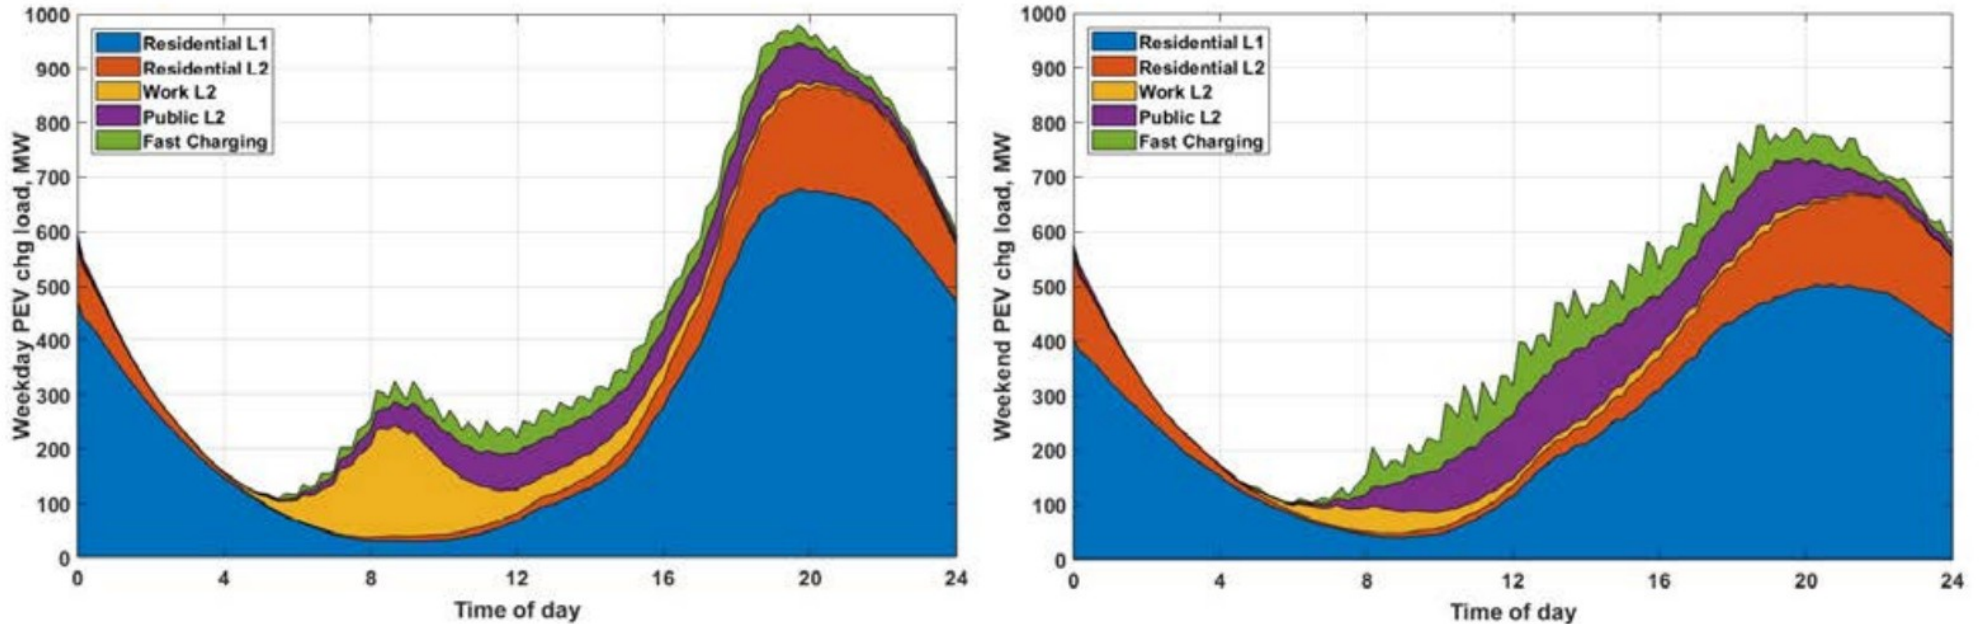 1000
900
800
700
600
500
400
300
200
100
0
Weekday PEV chg load, MW
Residential L1
Residential L2
Work L2
Public L2
Fast Charging
0 4 8 12 16 20 24
Time of day
1000
900
800
700
600
500
400
300
200
100
0
Weekend PEV chg load, MW
Residential L1
Residential L2
Work L2
Public L2
Fast Charging
0 4 8 12 16 20 24
Time of day